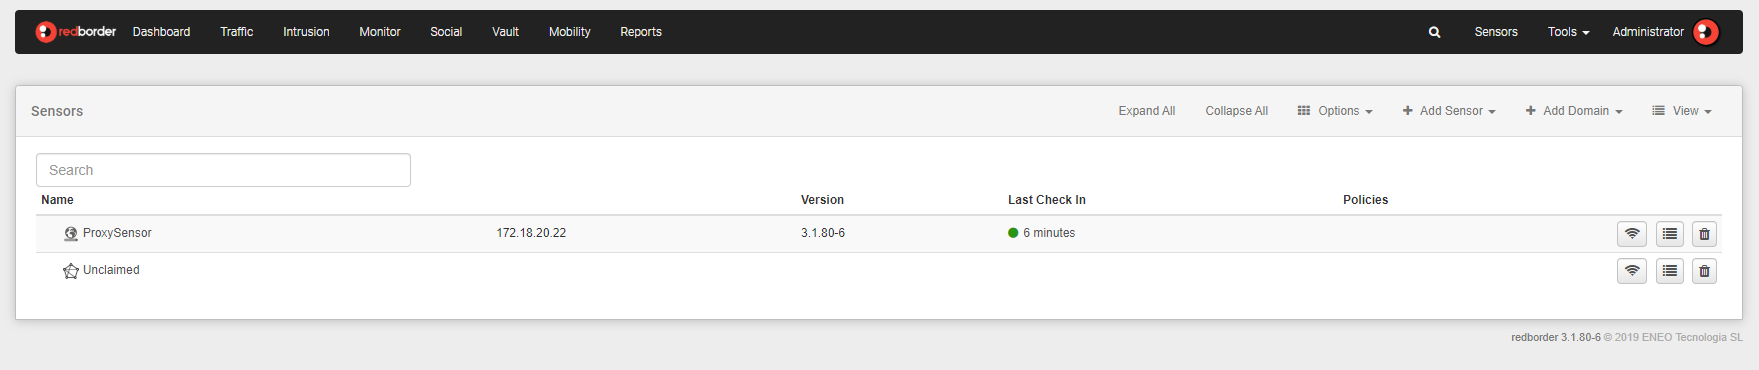 redborder Dashboard Traffic Intrusion Monitor Social Vault Mobility Reports Sensors Tools Administrator
Sensors Expand All Collapse All Options Add Sensor Add Domain View
Search
Name Version Last Check In Policies
ProxySensor 172.18.20.22 3.1.80-6 6 minutes
Unclaimed
redborder 3.1.80-6 © 2019 ENEO Tecnologia SL